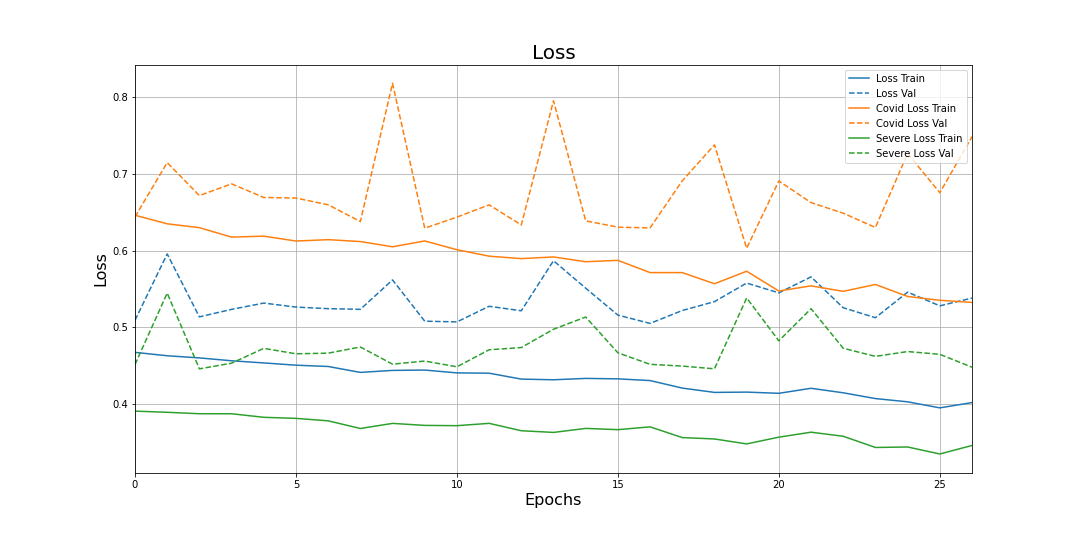 Loss
Loss Train
Loss Val
Covid Loss Train
Covid Loss Val
Severe Loss Train
Severe Loss Val
Loss
0.8
0.7
0.6
0.5
0.4
0 5 10 15 20 25
Epochs